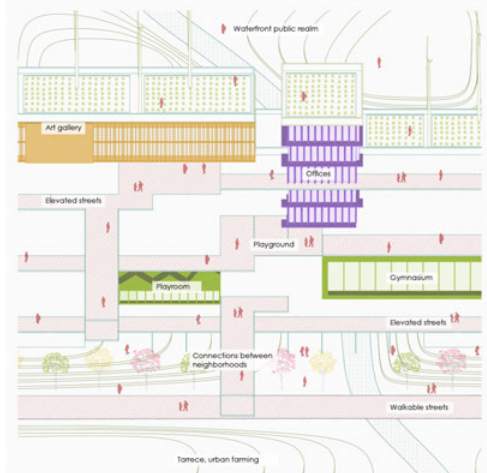 Waterfront public realm
Art gallery
Offices
Elevated streets
Playground
Gymnasium
Playroom
Elevated streets
Connections between
neighborhoods
Walkable streets
Tarrece, urban farming